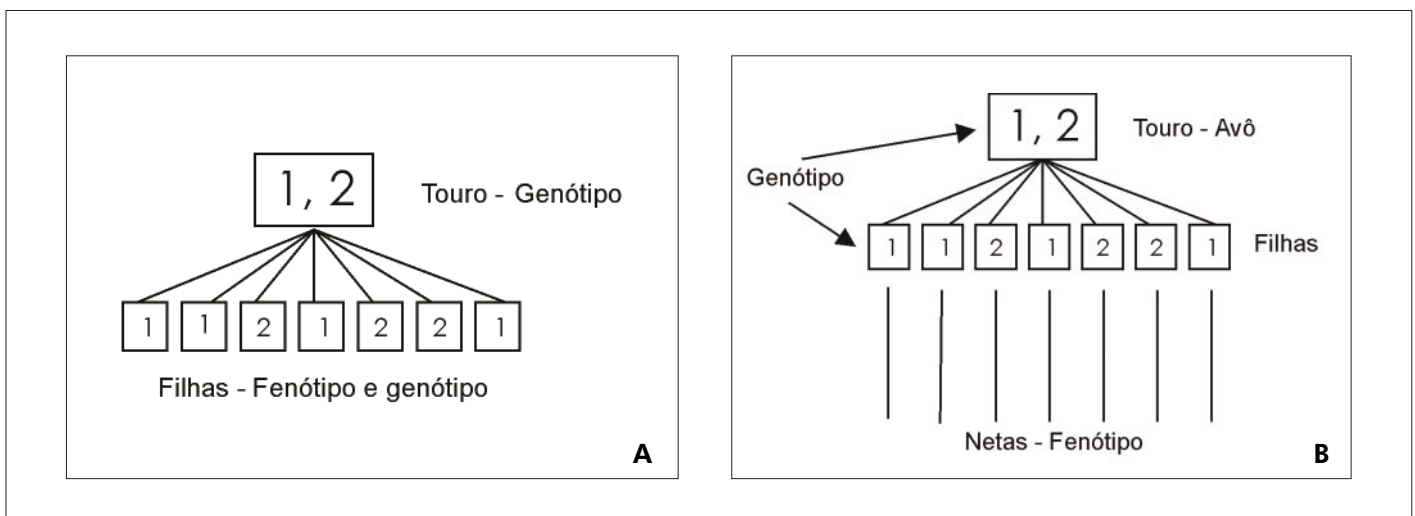 1, 2
Touro - Genótipo
1 1 2 1 2 2 1
Filhas - Fenótipo e genótipo
A
1, 2
Touro - Avô
Genótipo
1 1 2 1 2 2 1
Filhas
Netas - Fenótipo
B